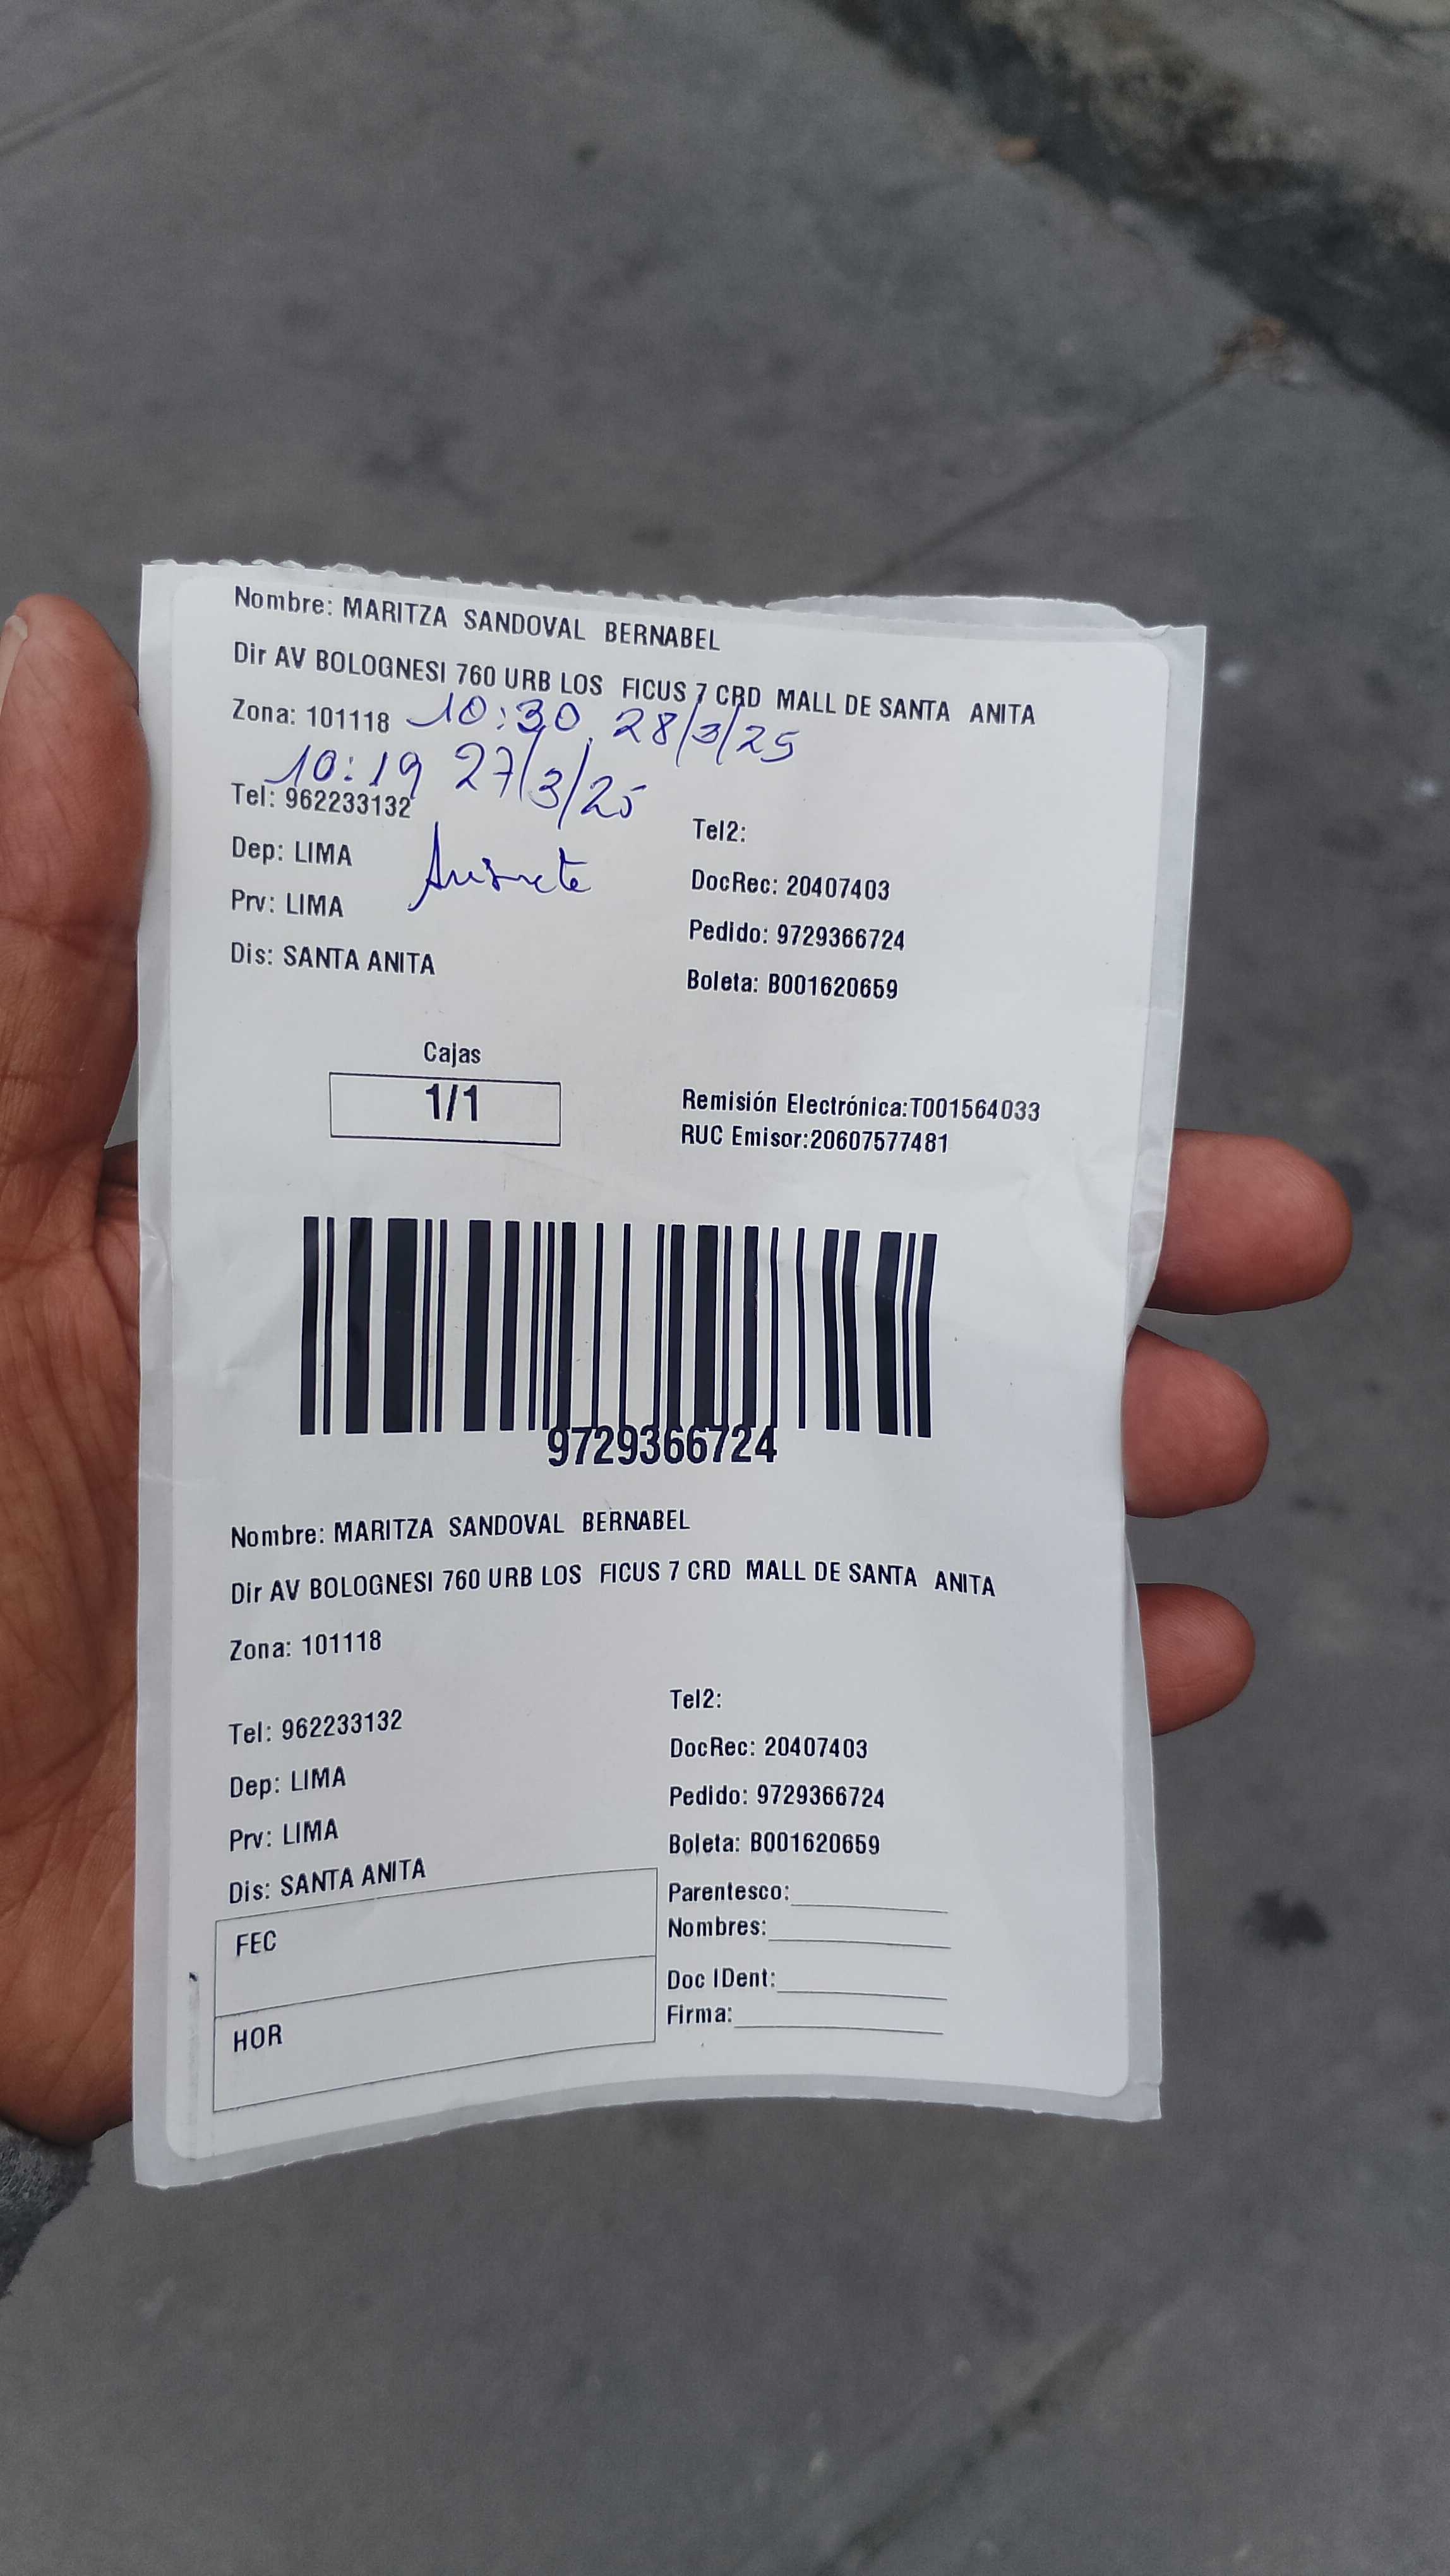 Nombre: MARITZA SANDOVAL BERNABEL
Dir AV BOLOGNESI 760 URB LOS FICUS 7 CRD MALL DE SANTA ANITA
Zona: 101118 10:30 28/3/25
10:19 27/3/25
Tel: 962233132
Tel2:
Dep: LIMA
DocRec: 20407403
Prv: LIMA
Pedido: 9729366724
Dis: SANTA ANITA
Boleta: B001620659
Cajas
1/1
Remisión Electrónica:T001564033
RUC Emisor:20607577481
9729366724
Nombre: MARITZA SANDOVAL BERNABEL
Dir AV BOLOGNESI 760 URB LOS FICUS 7 CRD MALL DE SANTA ANITA
Zona: 101118
Tel: 962233132
Tel2:
Dep: LIMA
DocRec: 20407403
Prv: LIMA
Pedido: 9729366724
Dis: SANTA ANITA
Boleta: B001620659
FEC
Parentesco:
Nombres:
HOR
Doc IDent:
Firma: